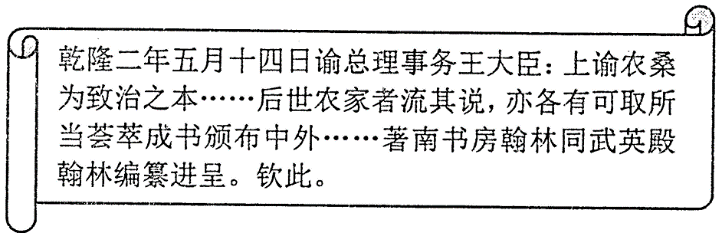 乾隆二年五月十四日谕总理事务王大臣：上谕农桑
为致治之本……后世农家者流其说，亦各有可取所
当荟萃成书颁布中外……著南书房翰林同武英殿
翰林编纂进呈。钦此。